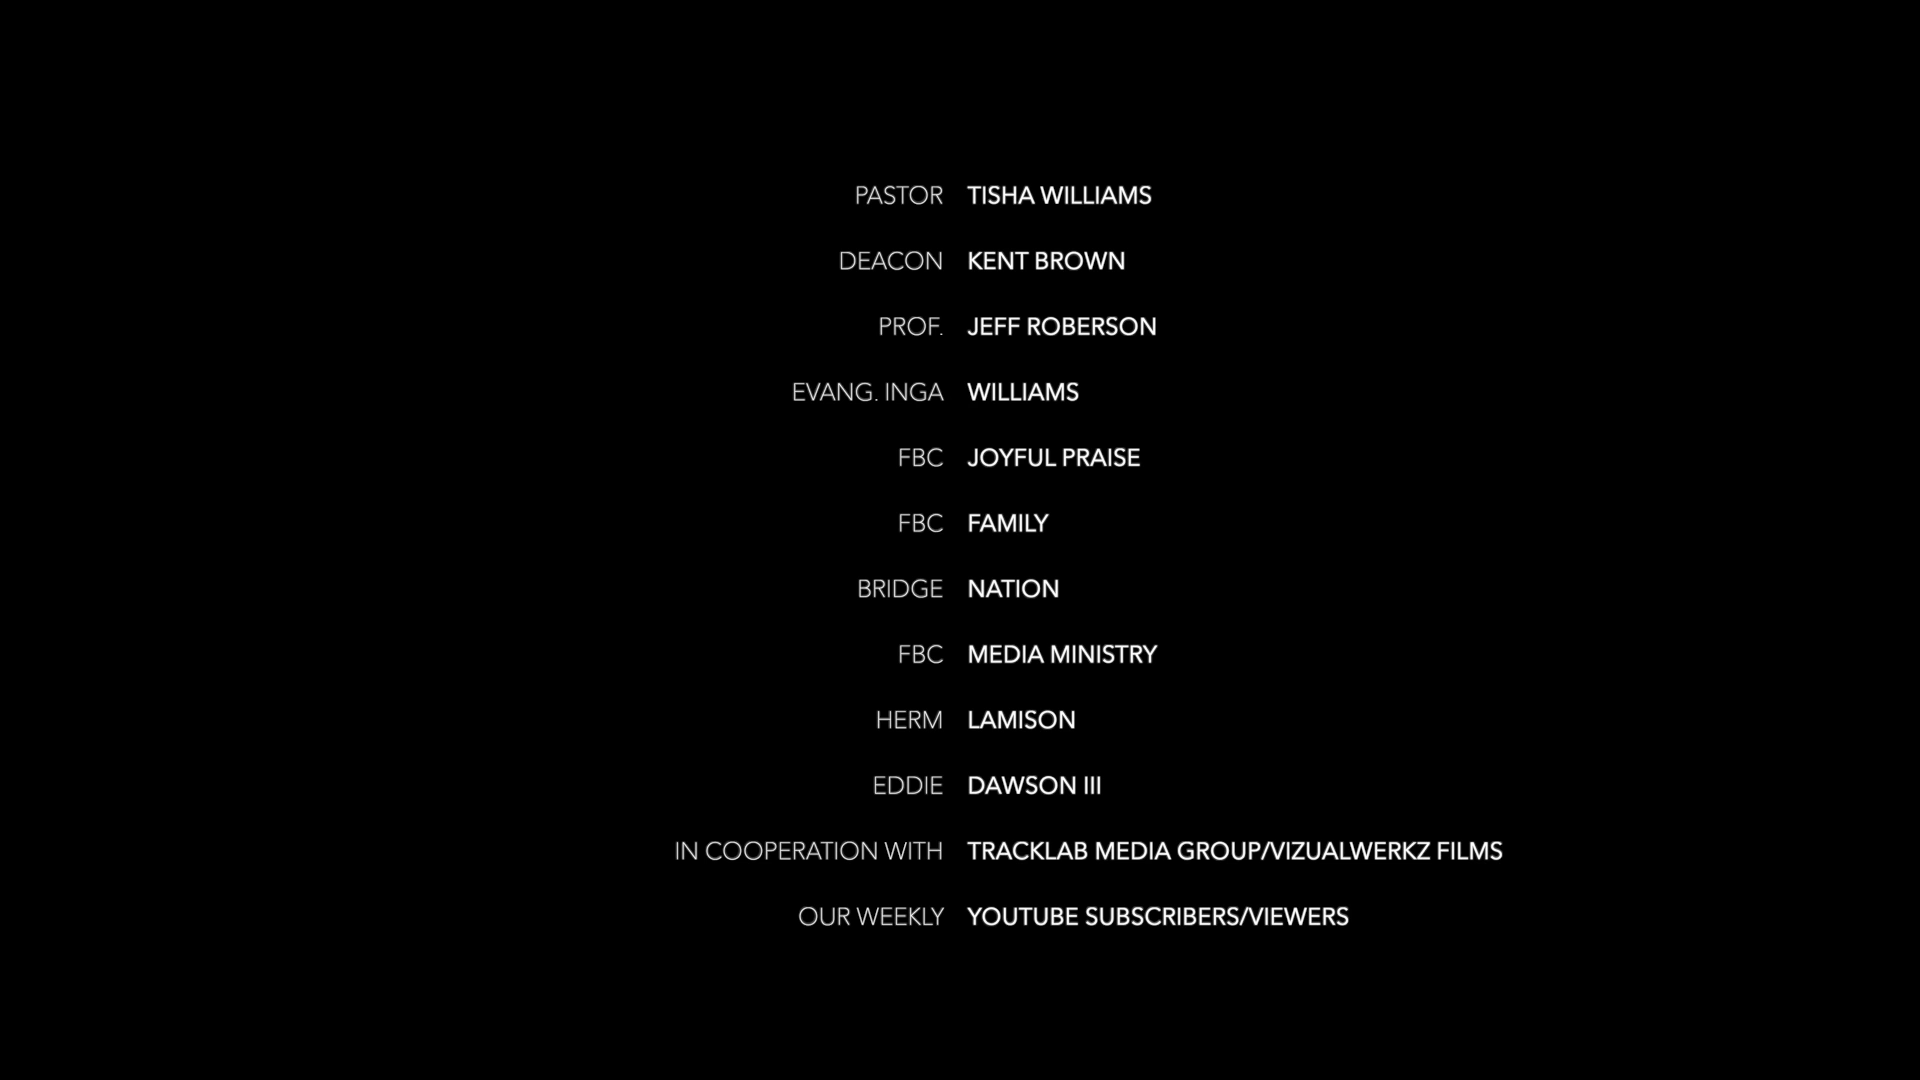 PASTOR TISHA WILLIAMS
DEACON KENT BROWN
PROF. JEFF ROBERSON
EVANG. INGA WILLIAMS
FBC JOYFUL PRAISE
FBC FAMILY
BRIDGE NATION
FBC MEDIA MINISTRY
HERM LAMISON
EDDIE DAWSON III
IN COOPERATION WITH TRACKLAB MEDIA GROUP/VIZUALWERKZ FILMS
OUR WEEKLY YOUTUBE SUBSCRIBERS/VIEWERS